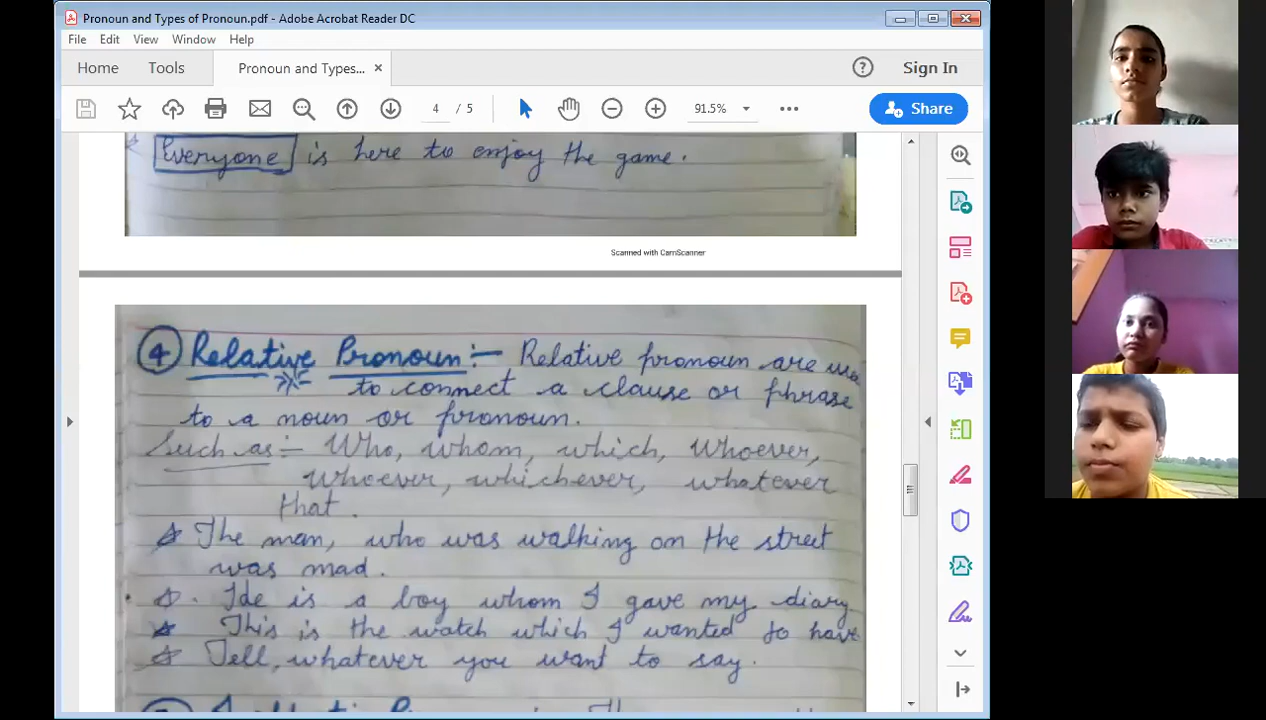 Pronoun and Types of Pronoun.pdf - Adobe Acrobat Reader DC
File Edit View Window Help
Home Tools Pronoun and Types... × Sign In
4 / 5 91.5% Share
Everyone is here to enjoy the game.
Scanned with CamScanner
4 Relative Pronoun :- Relative pronoun are
to connect a clause or phrase
to a noun or pronoun.
Such as :- Who, whom, which, Whoever,
whoever, whichever, whatever
that.
The man, who was walking on the street
was mad.
is a boy whom I gave my diary
This is the watch which I wanted to have
Tell, whatever you want to say.